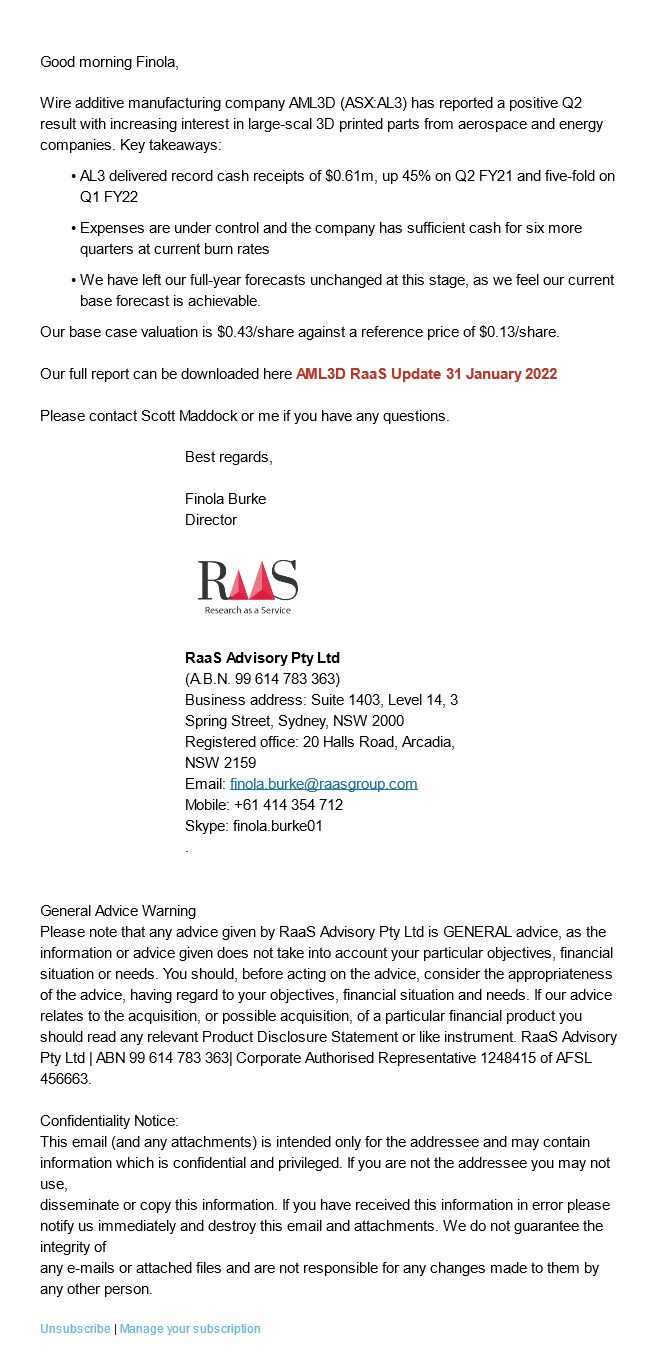 Good morning Finola,
Wire additive manufacturing company AML3D (ASX:AL3) has reported a positive Q2
result with increasing interest in large-scal 3D printed parts from aerospace and energy
companies. Key takeaways:
• AL3 delivered record cash receipts of $0.61m, up 45% on Q2 FY21 and five-fold on
Q1 FY22
• Expenses are under control and the company has sufficient cash for six more
quarters at current burn rates
• We have left our full-year forecasts unchanged at this stage, as we feel our current
base forecast is achievable.
Our base case valuation is $0.43/share against a reference price of $0.13/share.
Our full report can be downloaded here AML3D RaaS Update 31 January 2022
Please contact Scott Maddock or me if you have any questions.
Best regards,
Finola Burke
Director
RAAS
Research as a Service
RaaS Advisory Pty Ltd
(A.B.N. 99 614 783 363)
Business address: Suite 1403, Level 14, 3
Spring Street, Sydney, NSW 2000
Registered office: 20 Halls Road, Arcadia,
NSW 2159
Email: finola.burke@raasgroup.com
Mobile: +61 414 354 712
Skype: finola.burke01
.
General Advice Warning
Please note that any advice given by RaaS Advisory Pty Ltd is GENERAL advice, as the
information or advice given does not take into account your particular objectives, financial
situation or needs. You should, before acting on the advice, consider the appropriateness
of the advice, having regard to your objectives, financial situation and needs. If our advice
relates to the acquisition, or possible acquisition, of a particular financial product you
should read any relevant Product Disclosure Statement or like instrument. RaaS Advisory
Pty Ltd | ABN 99 614 783 363| Corporate Authorised Representative 1248415 of AFSL
456663.
Confidentiality Notice:
This email (and any attachments) is intended only for the addressee and may contain
information which is confidential and privileged. If you are not the addressee you may not
use,
disseminate or copy this information. If you have received this information in error please
notify us immediately and destroy this email and attachments. We do not guarantee the
integrity of
any e-mails or attached files and are not responsible for any changes made to them by
any other person.
Unsubscribe | Manage your subscription